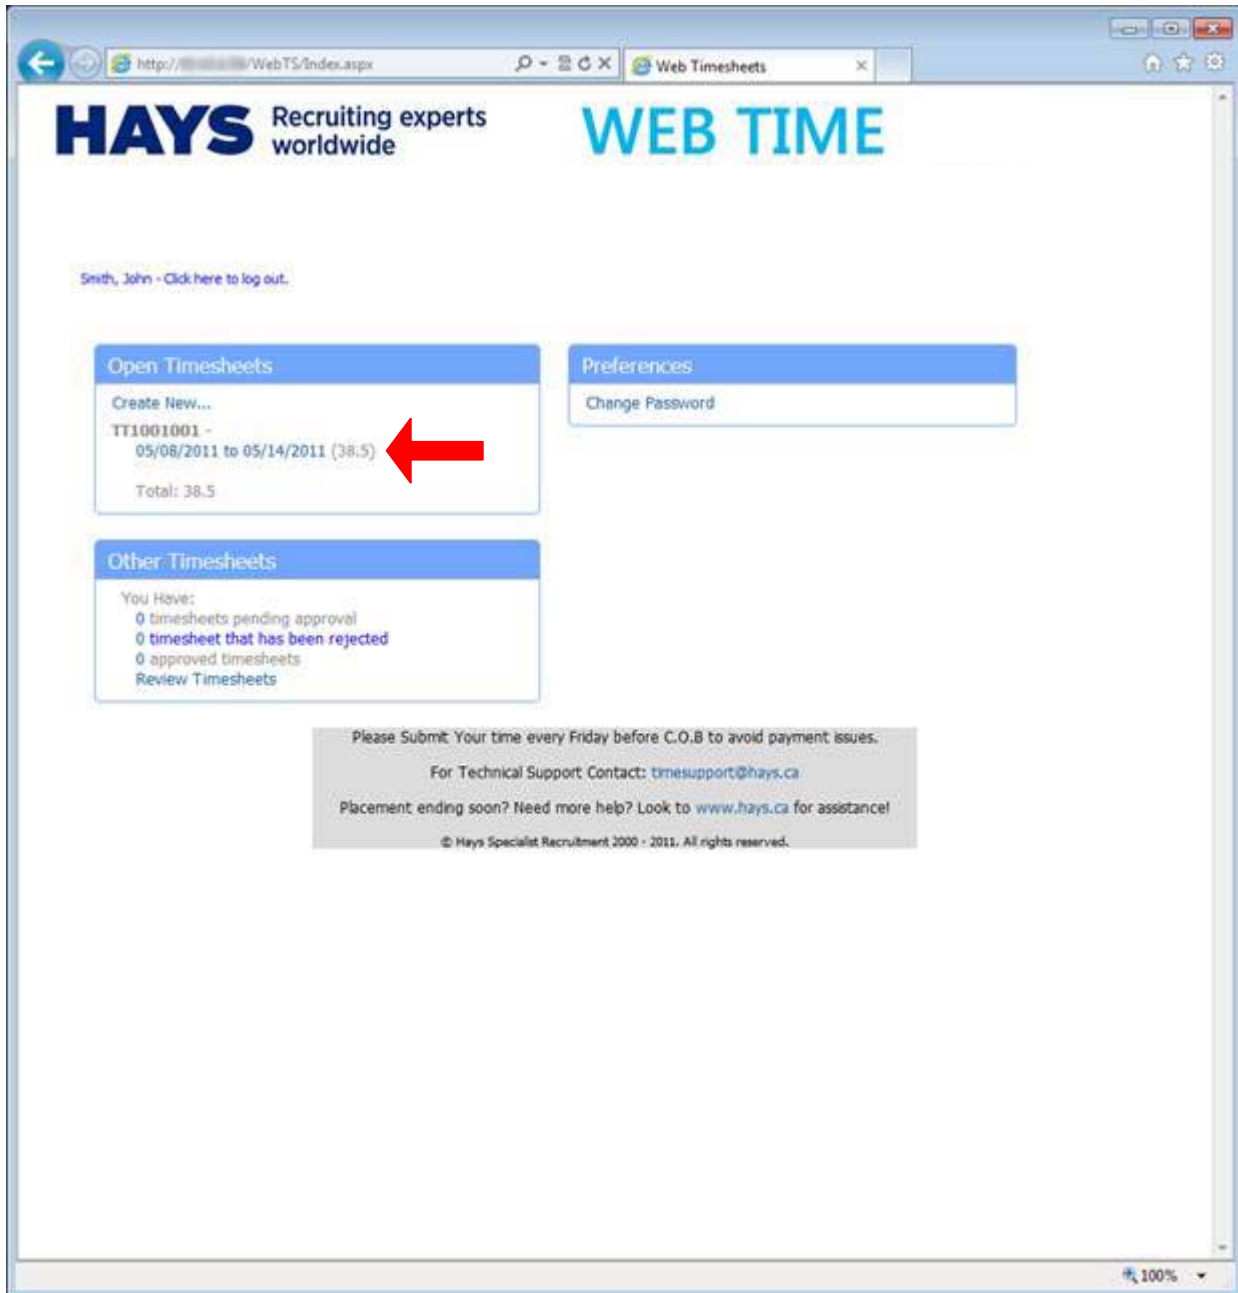 http:// /WebTS/Index.aspx
Web Timesheets
HAYS Recruiting experts worldwide
WEB TIME
Smith, John - Click here to log out.
Open Timesheets
Create New...
TT1001001 -
05/08/2011 to 05/14/2011 (38.5)
Total: 38.5
Preferences
Change Password
Other Timesheets
You Have:
0 timesheets pending approval
0 timesheet that has been rejected
0 approved timesheets
Review Timesheets
Please Submit Your time every Friday before C.O.B to avoid payment issues.
For Technical Support Contact: timesupport@hays.ca
Placement ending soon? Need more help? Look to www.hays.ca for assistance!
© Hays Specialist Recruitment 2000 - 2011. All rights reserved.
100%